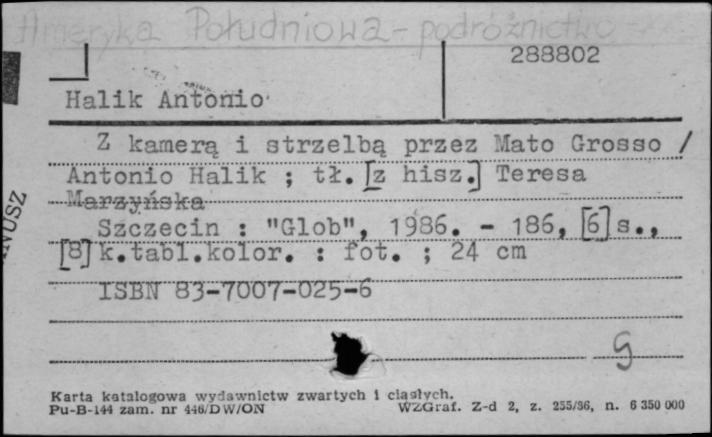 Ameryka Południowa - podróżnictwo
288802
Halik Antonio
Z kamerą i strzelbą przez Mato Grosso /
Antonio Halik ; tł. [z hisz.] Teresa
Marzyńska
Szczecin : "Glob", 1986. - 186, [6] s.,
[8] k.tabl.kolor. : fot. ; 24 cm
ISBN 83-7007-025-6
Karta katalogowa wydawnictw zwartych i ciągłych.
Pu-B-144 zam. nr 446/DW/ON WZGraf. Z-d 2, z. 255/86, n. 6 350 000